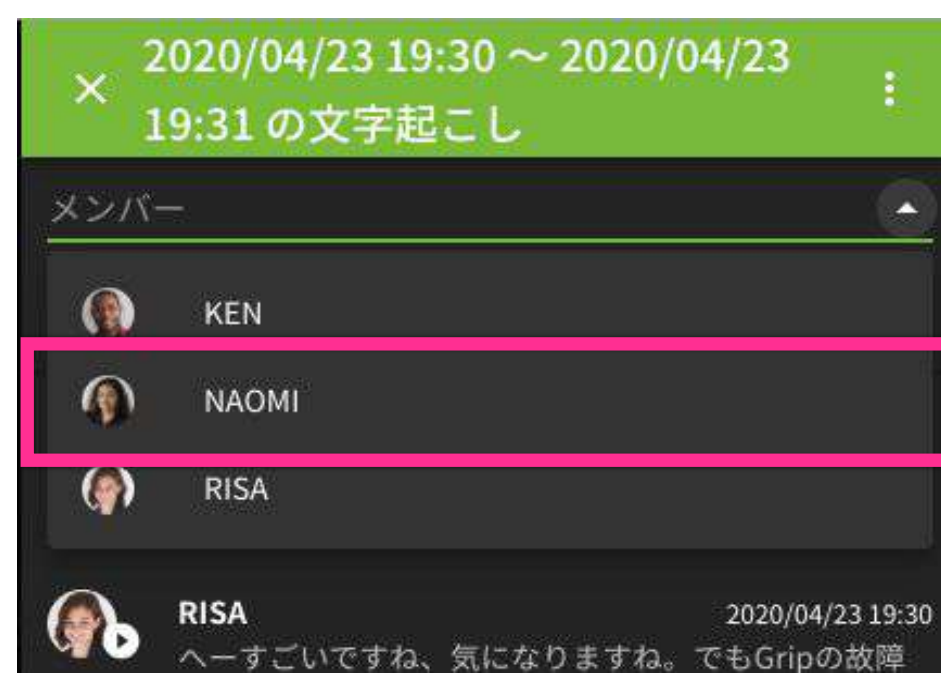 2020/04/23 19:30 ～ 2020/04/23
19:31 の文字起こし
メンバー
KEN
NAOMI
RISA
RISA 2020/04/23 19:30
へーすごいですね、気になりますね。でもGripの故障